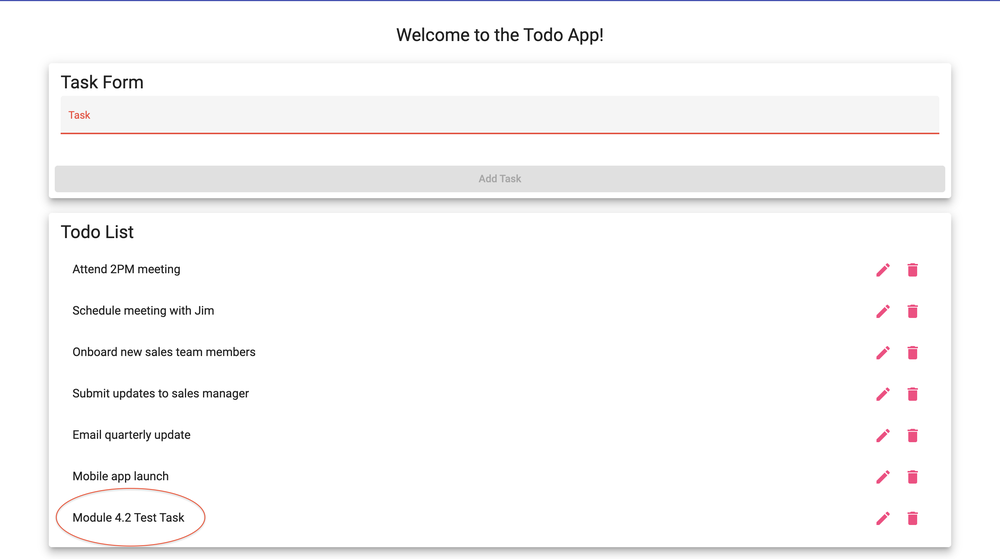 Welcome to the Todo App!
Task Form
Task
Add Task
Todo List
Attend 2PM meeting
Schedule meeting with Jim
Onboard new sales team members
Submit updates to sales manager
Email quarterly update
Mobile app launch
Module 4.2 Test Task